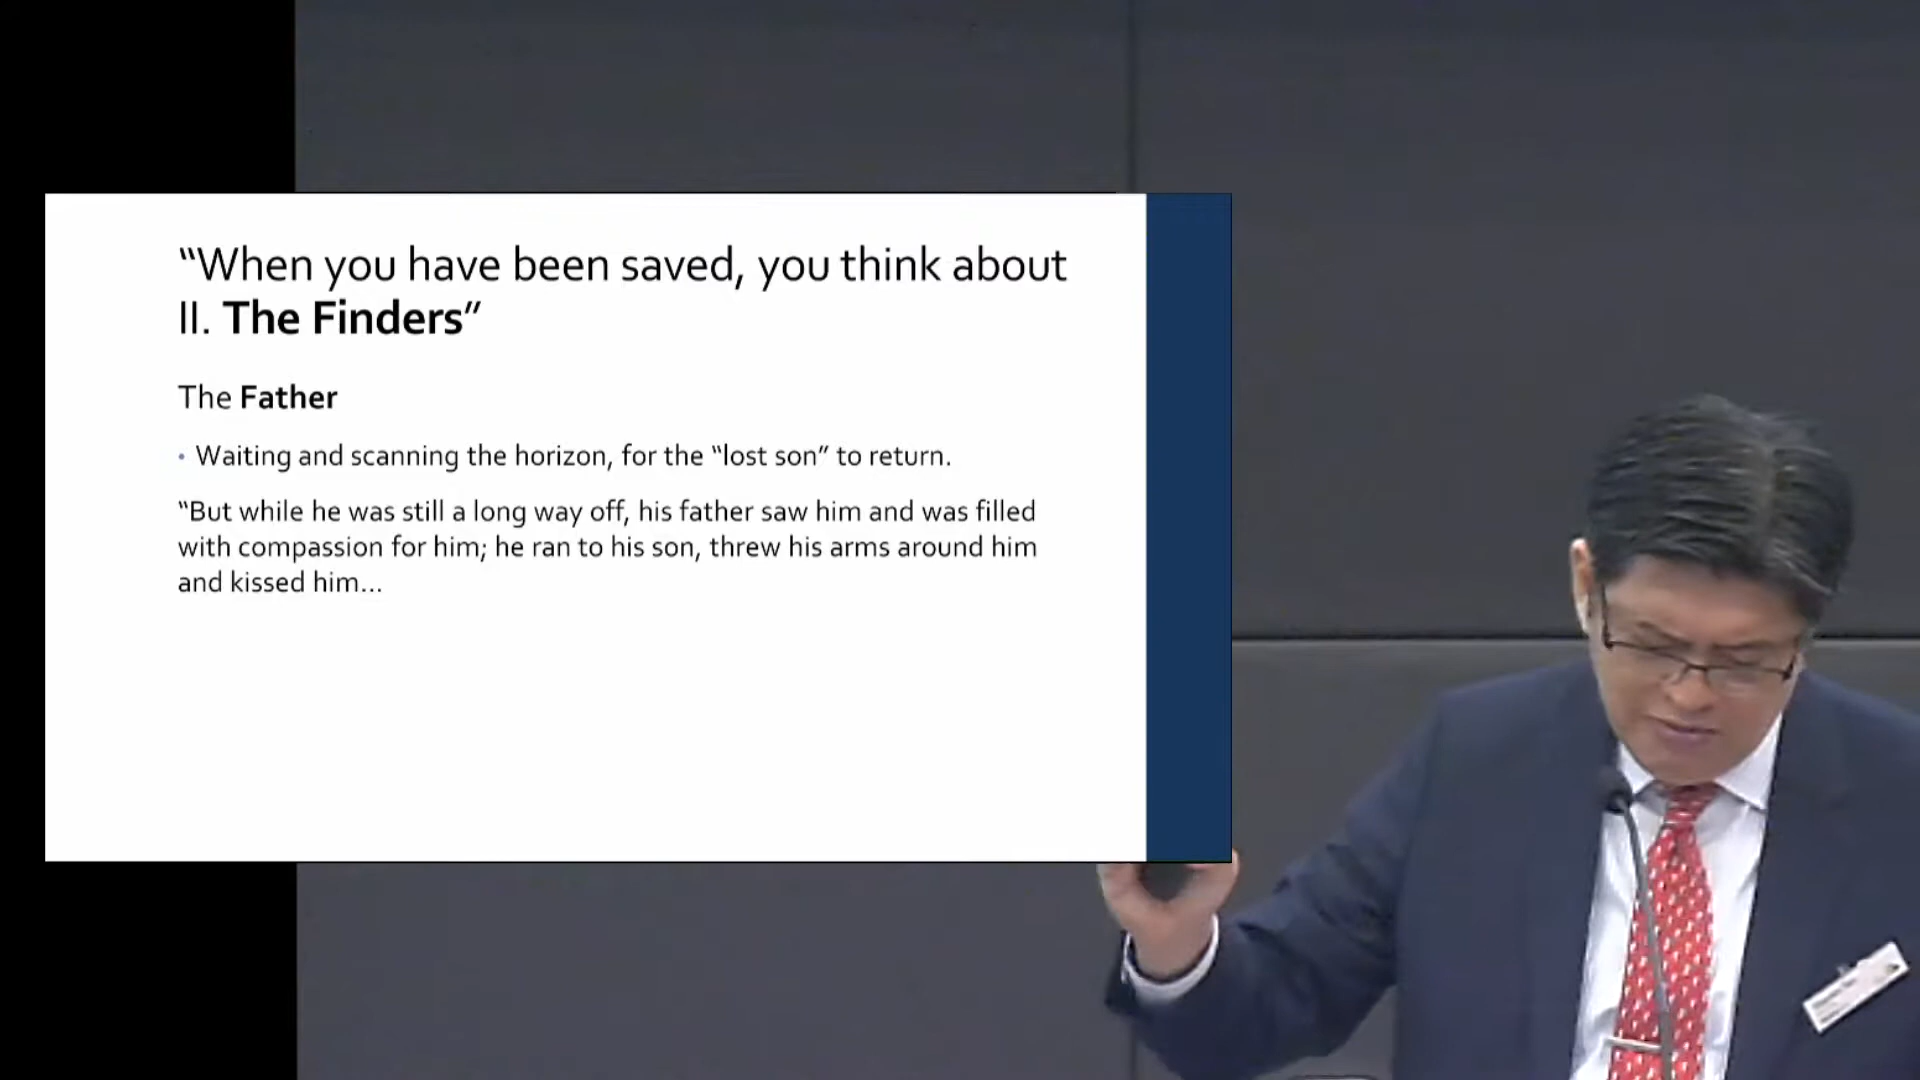 “When you have been saved, you think about
II. The Finders”
The Father
• Waiting and scanning the horizon, for the “lost son” to return.
“But while he was still a long way off, his father saw him and was filled
with compassion for him; he ran to his son, threw his arms around him
and kissed him...